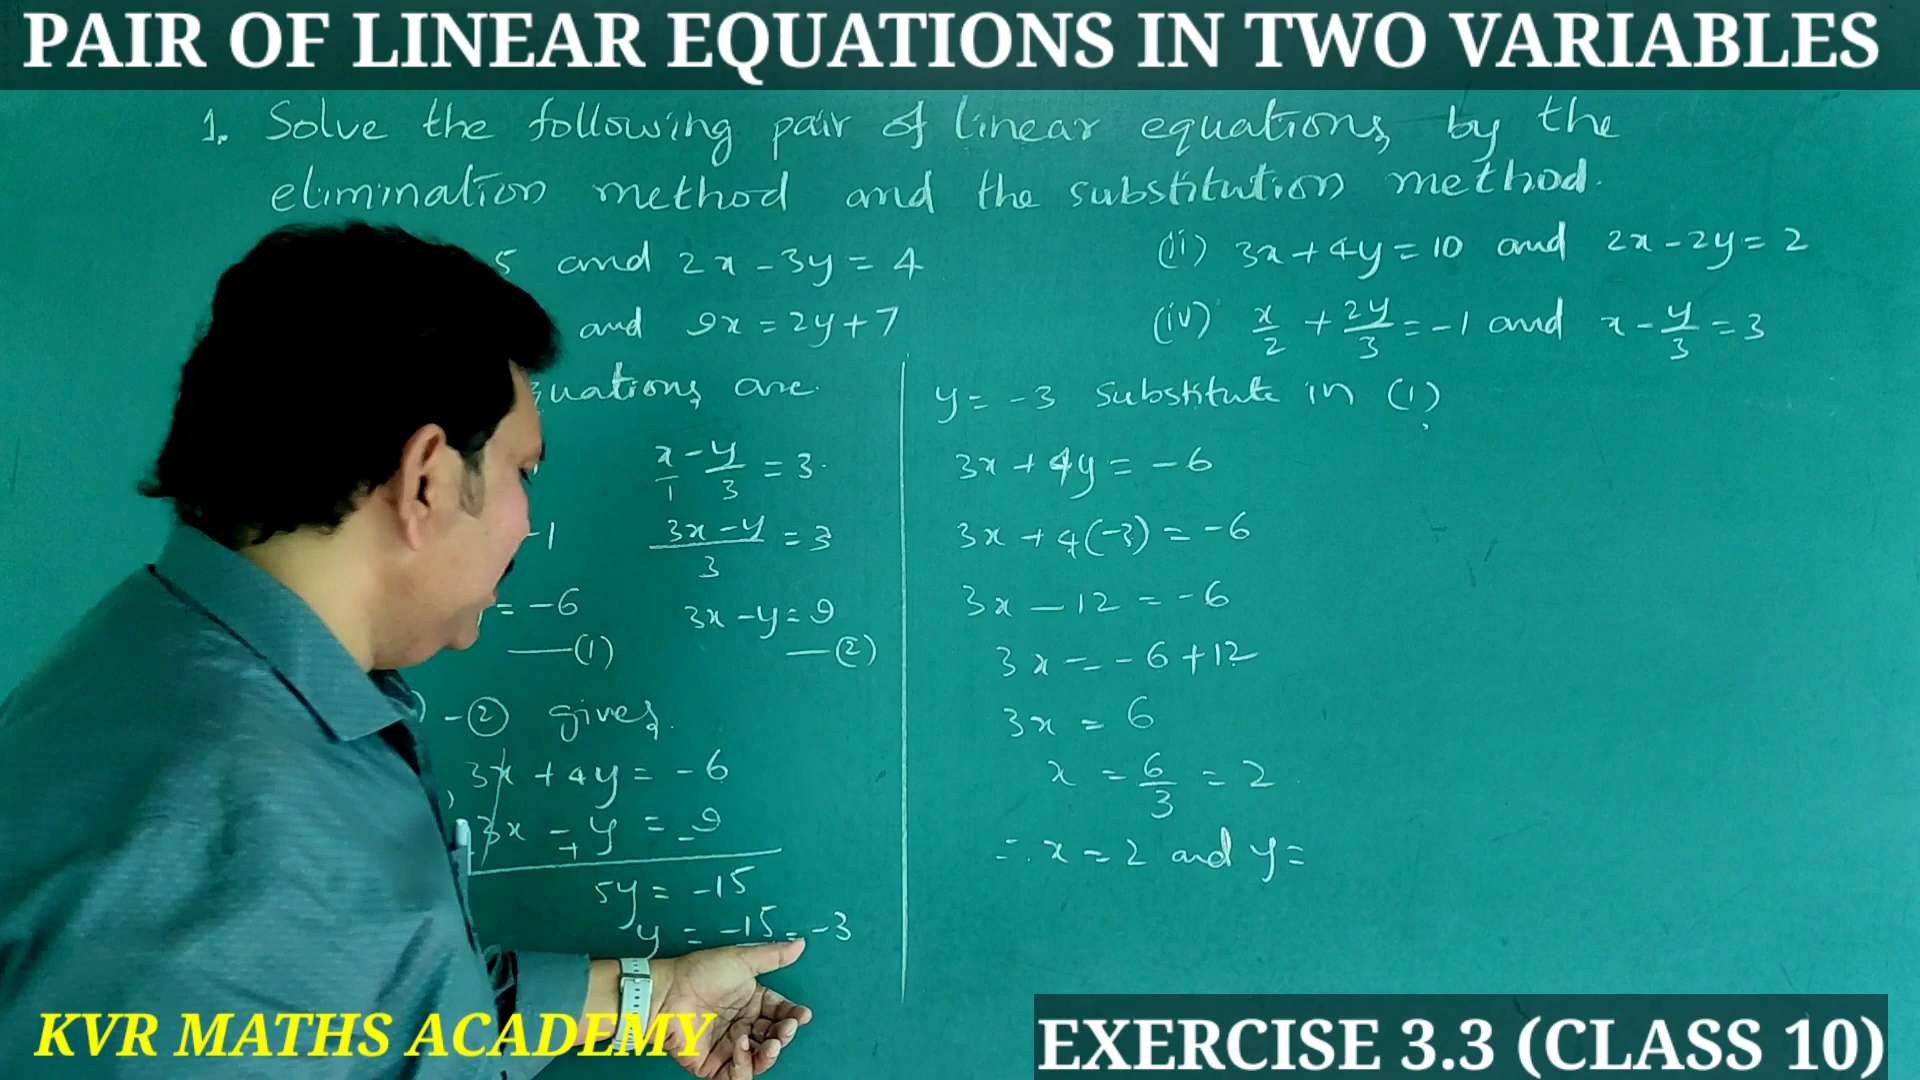 PAIR OF LINEAR EQUATIONS IN TWO VARIABLES
1. Solve the following pair of linear equations, by the
elimination method and the substitution method.
5 and 2x - 3y = 4
(ii) 3x + 4y = 10 and 2x - 2y = 2
and 9x = 2y + 7
(iv) x/2 + 2y/3 = -1 and x - y/3 = 3
equations are
x/1 - y/3 = 3
-1
(3x - y)/3 = 3
= -6
3x - y = 9
—(1)
—(2)
- ② gives
3x + 4y = -6
3x - y = 9
+ -
5y = -15
y = -15 = -3
y = -3 substitute in (1)
3x + 4y = -6
3x + 4(-3) = -6
3x - 12 = -6
3x = -6 + 12
3x = 6
x = 6/3 = 2
∴ x = 2 and y =
KVR MATHS ACADEMY
EXERCISE 3.3 (CLASS 10)